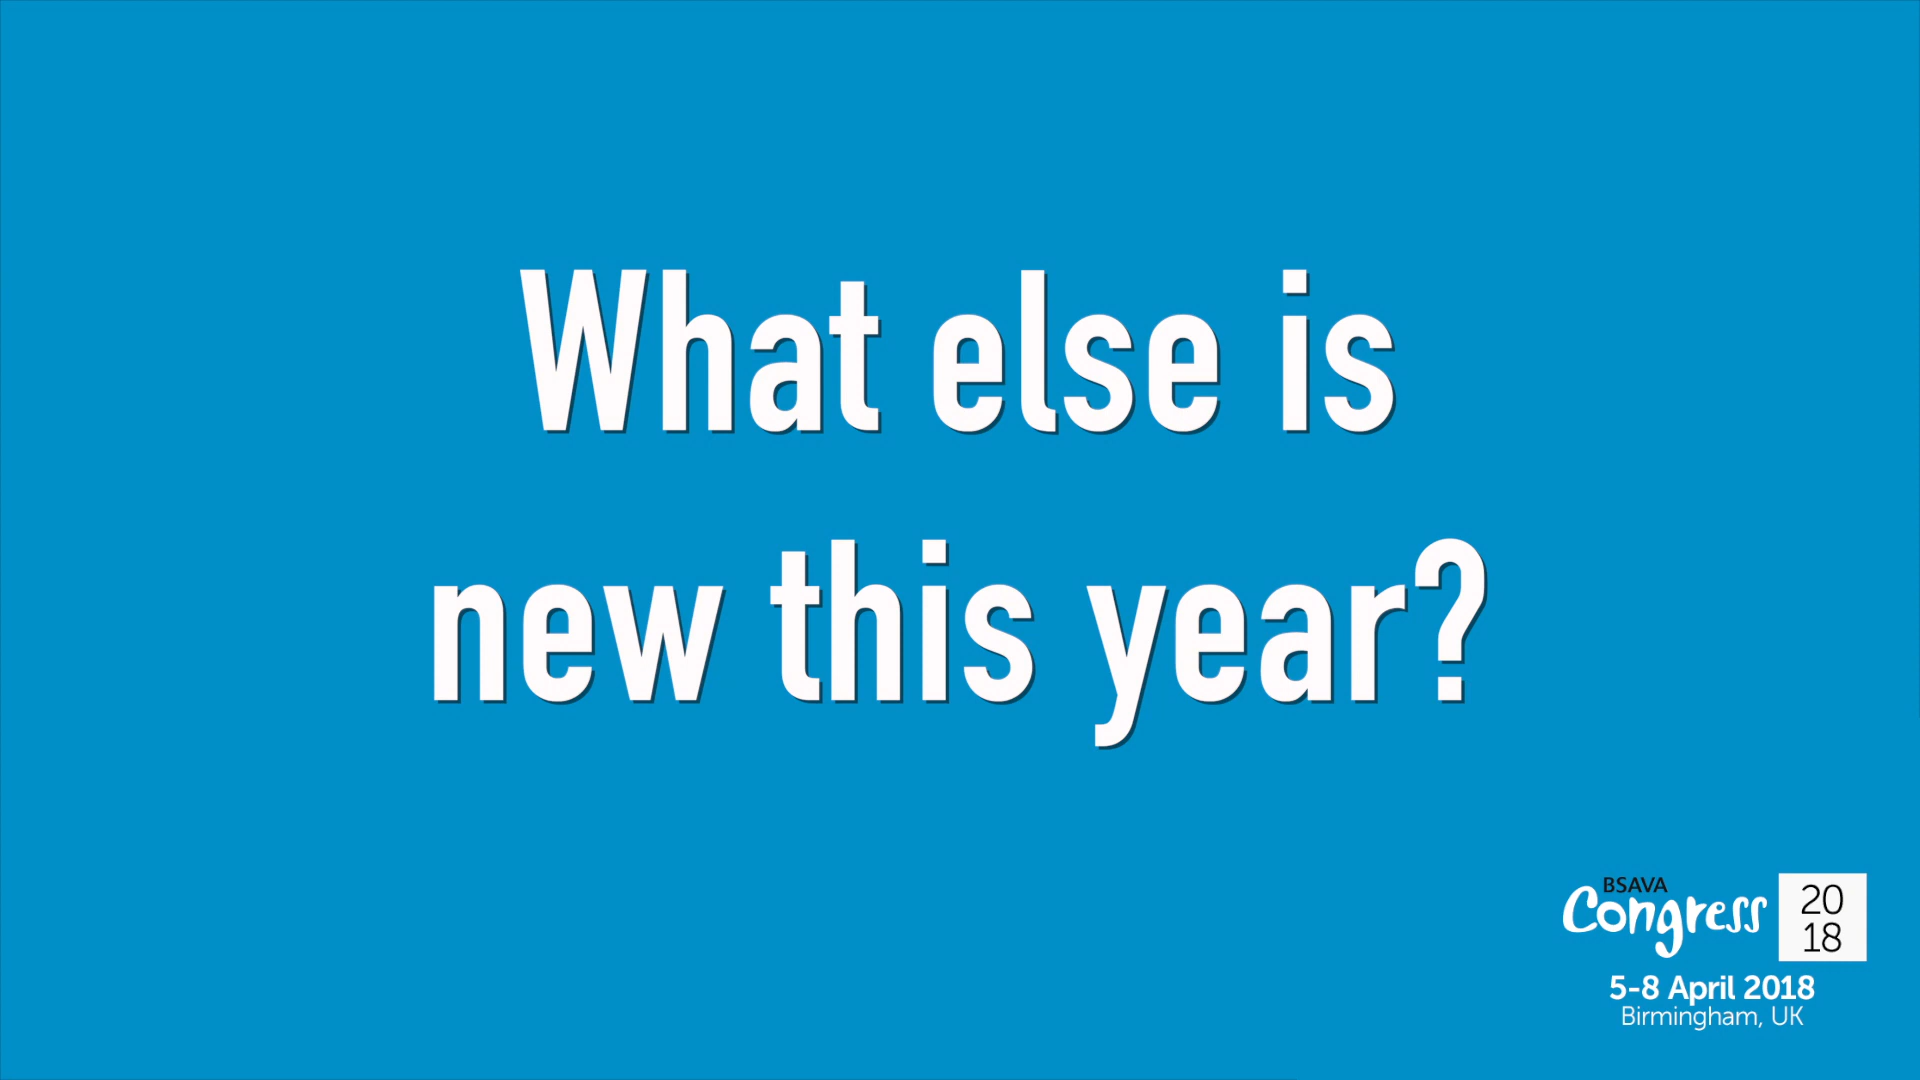 What else is
new this year?
BSAVA
Congress
20
18
5-8 April 2018
Birmingham, UK